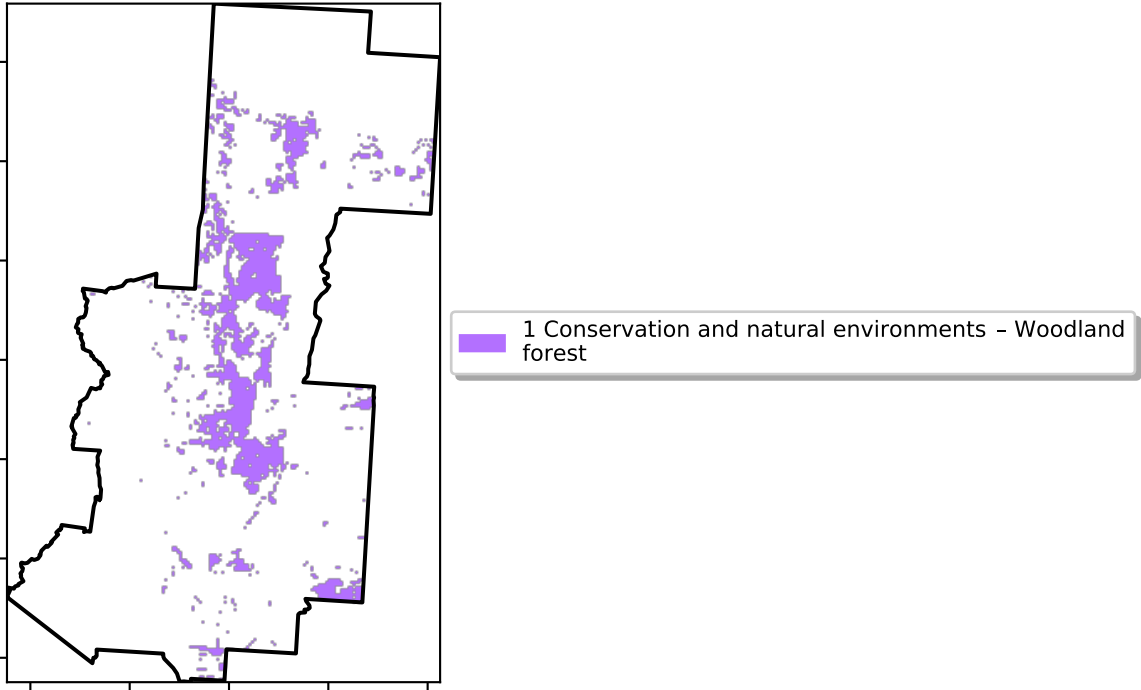 1 Conservation and natural environments – Woodland
forest